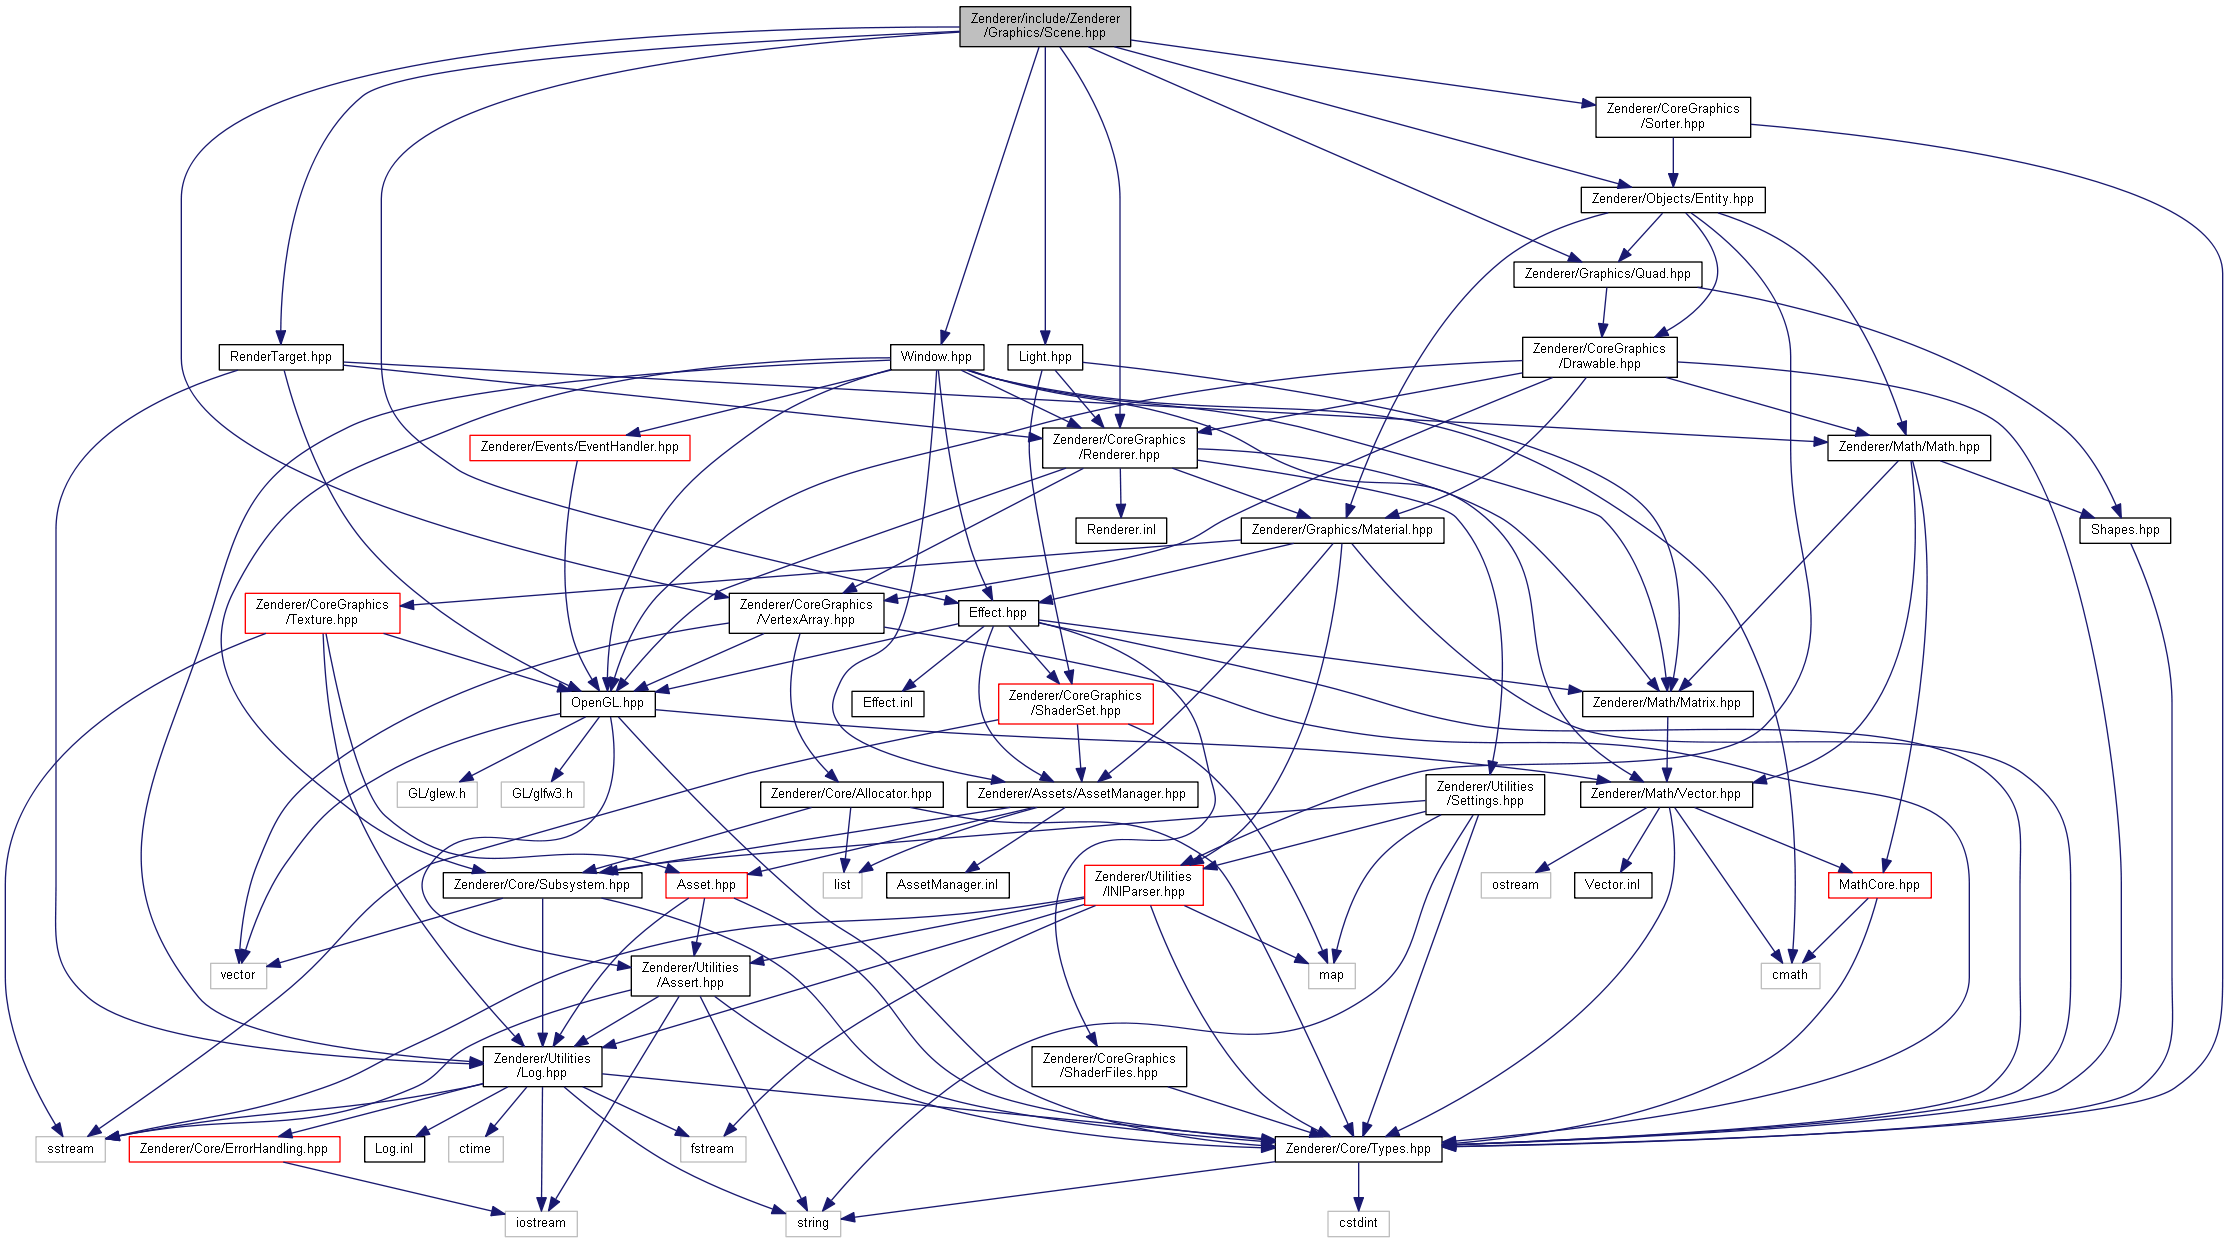 Zenderer/include/Zenderer
/Graphics/Scene.hpp
Zenderer/CoreGraphics
/Sorter.hpp
Zenderer/Objects/Entity.hpp
Zenderer/Graphics/Quad.hpp
RenderTarget.hpp
Window.hpp
Light.hpp
Zenderer/CoreGraphics
/Drawable.hpp
Zenderer/Events/EventHandler.hpp
Zenderer/CoreGraphics
/Renderer.hpp
Zenderer/Math/Math.hpp
Renderer.inl
Zenderer/Graphics/Material.hpp
Shapes.hpp
Zenderer/CoreGraphics
/Texture.hpp
Zenderer/CoreGraphics
/VertexArray.hpp
Effect.hpp
OpenGL.hpp
Effect.inl
Zenderer/CoreGraphics
/ShaderSet.hpp
Zenderer/Math/Matrix.hpp
GL/glew.h
GL/glfw3.h
Zenderer/Core/Allocator.hpp
Zenderer/Assets/AssetManager.hpp
Zenderer/Utilities
/Settings.hpp
Zenderer/Math/Vector.hpp
Zenderer/Core/Subsystem.hpp
Asset.hpp
list
AssetManager.inl
Zenderer/Utilities
/INIParser.hpp
ostream
Vector.inl
MathCore.hpp
vector
Zenderer/Utilities
/Assert.hpp
map
cmath
Zenderer/Utilities
/Log.hpp
Zenderer/CoreGraphics
/ShaderFiles.hpp
sstream
Zenderer/Core/ErrorHandling.hpp
Log.inl
ctime
fstream
Zenderer/Core/Types.hpp
iostream
string
cstdint